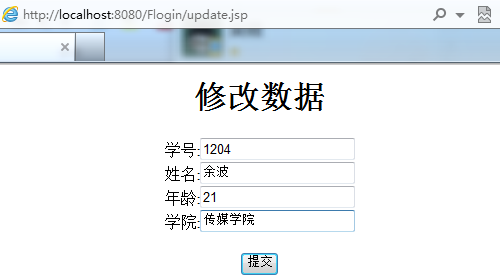 http://localhost:8080/Flogin/update.jsp
修改数据
学号:1204
姓名:余波
年龄:21
学院:传媒学院
提交